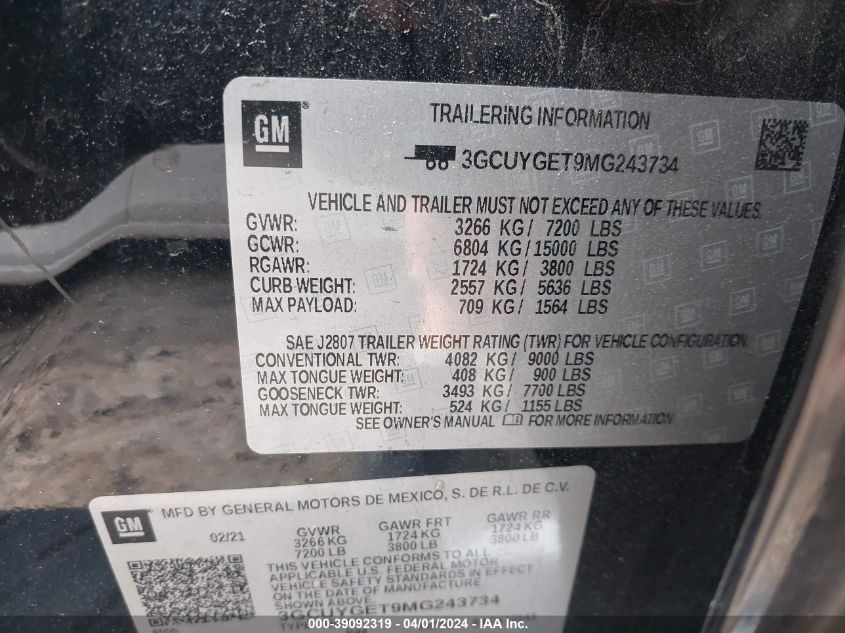 GM ®
TRAILERING INFORMATION
3GCUYGET9MG243734
VEHICLE AND TRAILER MUST NOT EXCEED ANY OF THESE VALUES.
GVWR: 3266 KG / 7200 LBS
GCWR: 6804 KG / 15000 LBS
RGAWR: 1724 KG / 3800 LBS
CURB WEIGHT: 2557 KG / 5636 LBS
MAX PAYLOAD: 709 KG / 1564 LBS
SAE J2807 TRAILER WEIGHT RATING (TWR) FOR VEHICLE CONFIGURATION.
CONVENTIONAL TWR: 4082 KG / 9000 LBS
MAX TONGUE WEIGHT: 408 KG / 900 LBS
GOOSENECK TWR: 3493 KG / 7700 LBS
MAX TONGUE WEIGHT: 524 KG / 1155 LBS
SEE OWNER'S MANUAL FOR MORE INFORMATION
GM
MFD BY GENERAL MOTORS DE MEXICO, S. DE R.L. DE C.V.
02/21 GVWR GAWR FRT GAWR RR
3266 KG 1724 KG 1724 KG
7200 LB 3800 LB 3800 LB
THIS VEHICLE CONFORMS TO ALL
APPLICABLE U.S. FEDERAL MOTOR
VEHICLE SAFETY STANDARDS IN EFFECT
ON THE DATE OF MANUFACTURE
SHOWN ABOVE.
3GCUYGET9MG243734
000-39092319 - 04/01/2024 - IAAI Inc.